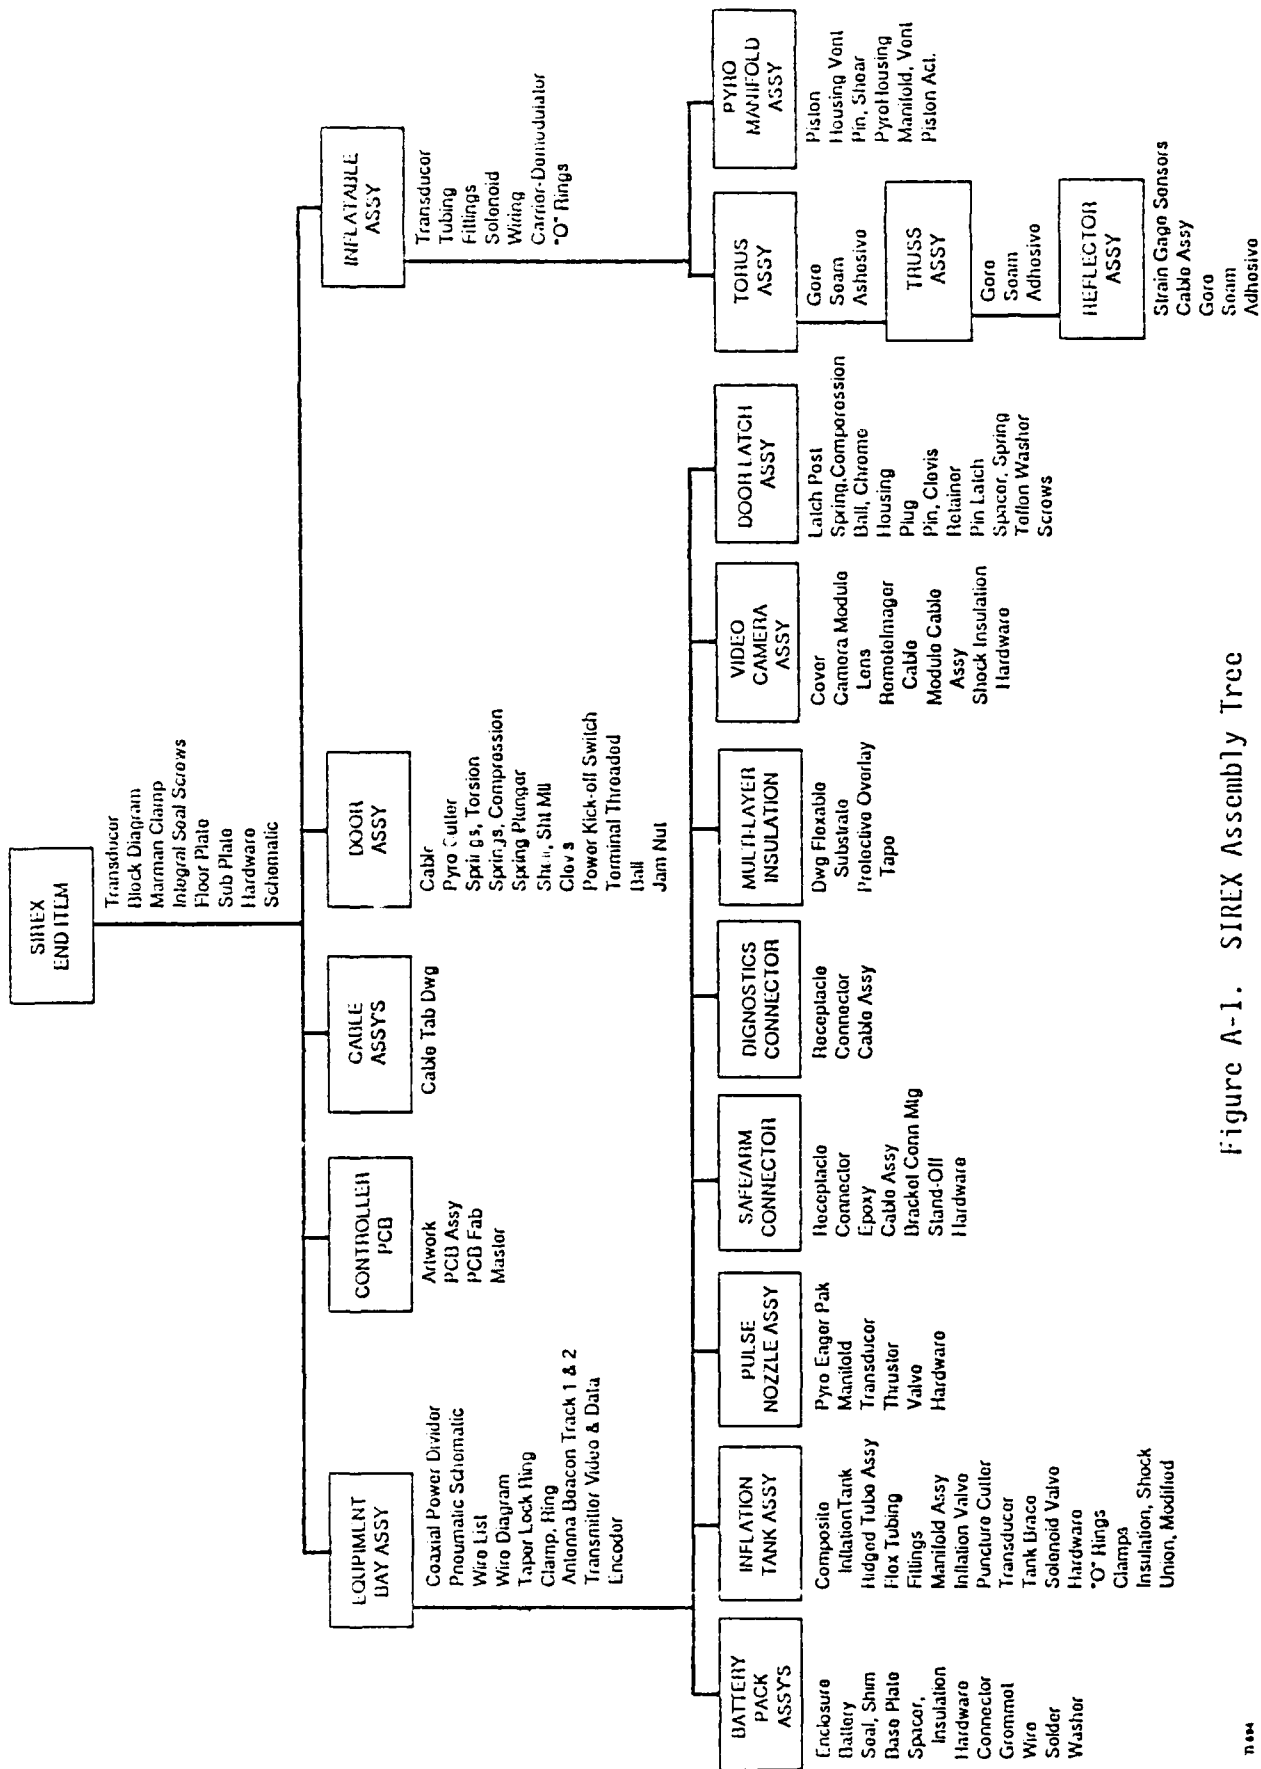 SIREX
END ITEM
Transducer
Block Diagram
Marman Clamp
Integral Seal Screws
Floor Plate
Sub Plate
Hardware
Schematic
EQUPIMENT
BAY ASSY
Coaxial Power Divider
Pneumatic Schematic
Wire List
Wire Diagram
Taper Lock Ring
Clamp, Ring
Antenna Beacon Track 1 & 2
Transmitter Video & Data
Encoder
CONTROLLER
PCB
Artwork
PCB Assy
PCB Fab
Master
CABLE
ASSY'S
Cable Tab Dwg
DOOR
ASSY
Cable
Pyro Cutter
Springs, Torsion
Springs, Compression
Spring Plunger
Sht Mtl
Clevis
Power Kick-off Switch
Terminal Threaded
Ball
Jam Nut
INFLATABLE
ASSY
Transducer
Tubing
Fittings
Solenoid
Wiring
Carrier-Demodulator
"O" Rings
BATTERY
PACK
ASSY'S
Enclosure
Battery
Seal, Shim
Base Plate
Spacer,
Insulation
Hardware
Connector
Grommet
Wire
Solder
Washer
INFLATION
TANK ASSY
Composite
InflationTank
Ridged Tube Assy
Flex Tubing
Fittings
Manifold Assy
Inflation Valve
Puncture Cutter
Transducer
Tank Brace
Solenoid Valve
Hardware
"O" Rings
Clamps
Insulation, Shock
Union, Modified
PULSE
NOZZLE ASSY
Pyro Eager Pak
Manifold
Transducer
Thruster
Valve
Hardware
SAFE/ARM
CONNECTOR
Receptacle
Connector
Epoxy
Cable Assy
Bracket Conn Mtg
Stand-Off
Hardware
DIGNOSTICS
CONNECTOR
Receptacle
Connector
Cable Assy
MULTI-LAYER
INSULATION
Dwg Flexable
Substrate
Protective Overlay
Tape
VIDEO
CAMERA
ASSY
Cover
Camera Module
Lens
RemoteImager
Cable
Module Cable
Assy
Shock Insulation
Hardware
DOOR LATCH
ASSY
Latch Post
Spring,Comporession
Ball, Chrome
Housing
Plug
Pin, Clevis
Retainer
Pin Latch
Spacer, Spring
Teflon Washer
Screws
TORUS
ASSY
Gore
Seam
Ashesive
TRUSS
ASSY
Gore
Seam
Adhesive
REFLECTOR
ASSY
Strain Gage Sensors
Cable Assy
Gore
Seam
Adhesive
PYRO
MANIFOLD
ASSY
Piston
Housing Vent
Pin, Shear
PyroHousing
Manifold, Vent
Piston Act.
Figure A-1. SIREX Assembly Tree